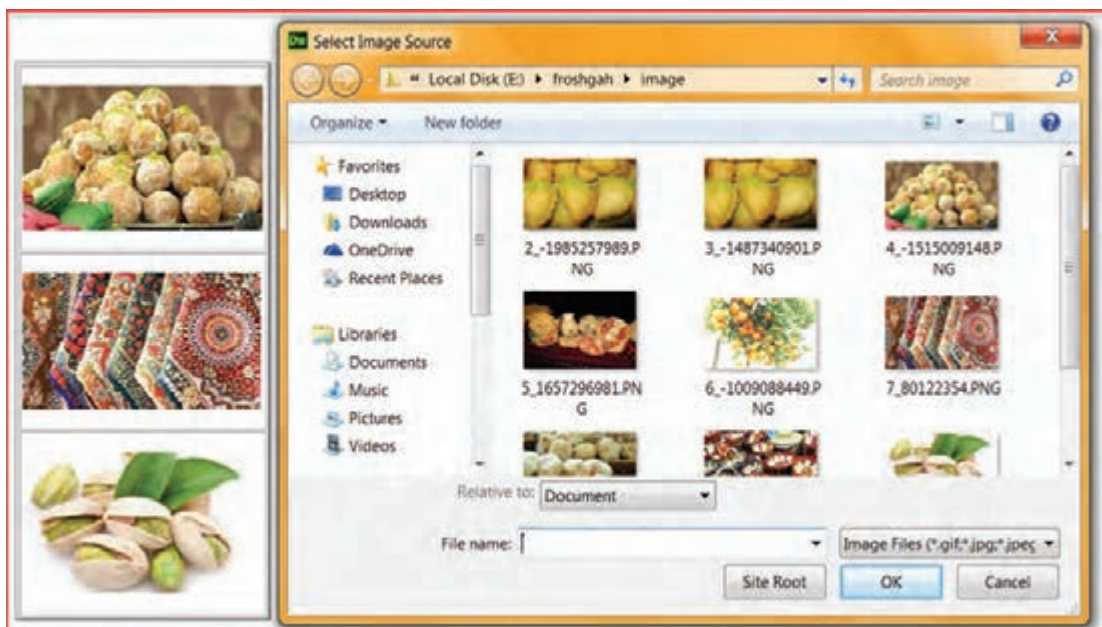 Dw Select Image Source
Local Disk (E:) froshgah image
Search image
Organize New folder
Favorites
Desktop
Downloads
OneDrive
Recent Places
Libraries
Documents
Music
Pictures
Videos
2_-1985257989.P
NG
3_-1487340901.P
NG
4_-1515009148.P
NG
5_1657296981.PN
G
6_-1009088449.P
NG
7_80122354.PNG
Relative to: Document
File name:
Image Files (*.gif;*.jpg;*.jpeg
Site Root OK Cancel